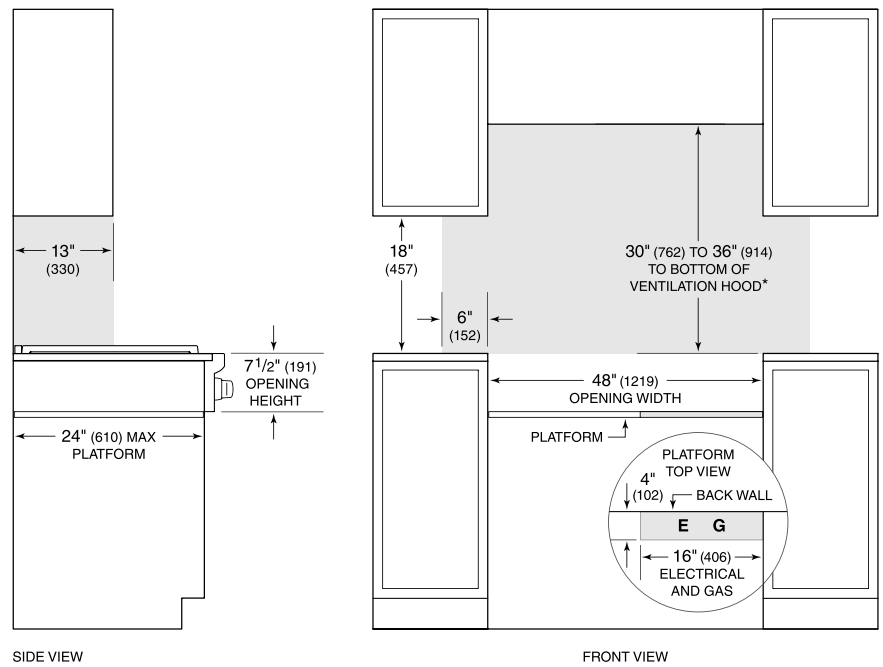 13"
(330)
7 1/2" (191)
OPENING
HEIGHT
24" (610) MAX
PLATFORM
SIDE VIEW
18"
(457)
30" (762) TO 36" (914)
TO BOTTOM OF
VENTILATION HOOD*
6"
(152)
48" (1219)
OPENING WIDTH
PLATFORM
PLATFORM
TOP VIEW
4"
(102)
BACK WALL
E G
16" (406)
ELECTRICAL
AND GAS
FRONT VIEW